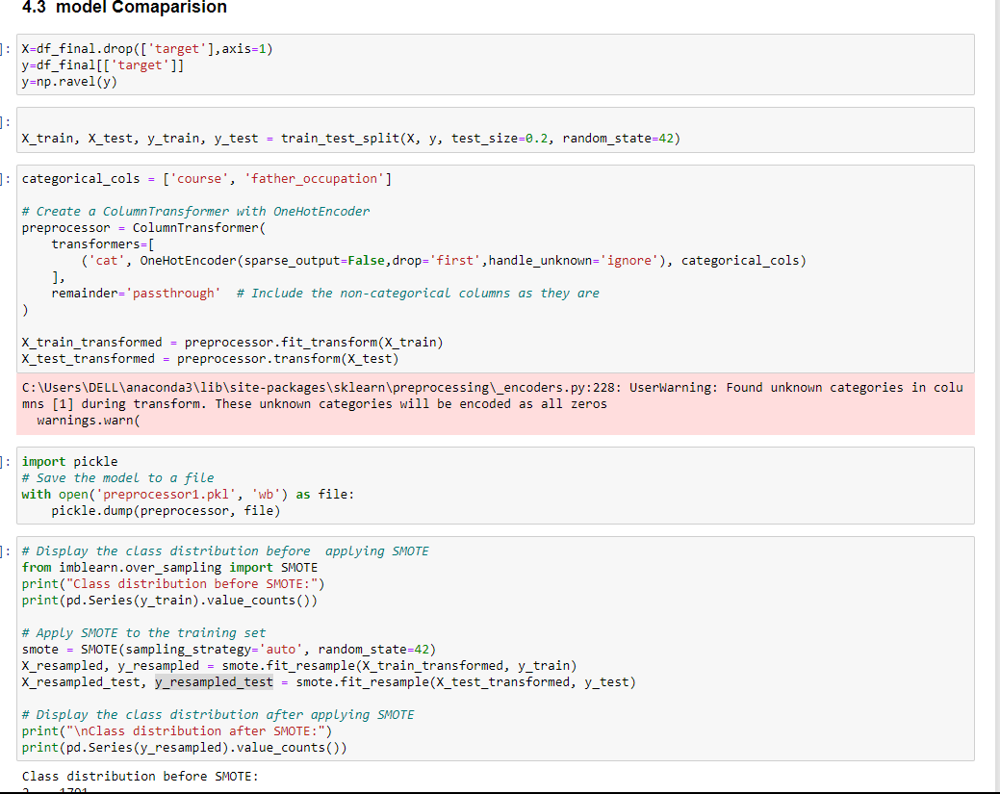 4.3 model Comaparision
]: X=df_final.drop(['target'],axis=1)
y=df_final[['target']]
y=np.ravel(y)
]:
X_train, X_test, y_train, y_test = train_test_split(X, y, test_size=0.2, random_state=42)
]: categorical_cols = ['course', 'father_occupation']
# Create a ColumnTransformer with OneHotEncoder
preprocessor = ColumnTransformer(
    transformers=[
        ('cat', OneHotEncoder(sparse_output=False,drop='first',handle_unknown='ignore'), categorical_cols)
    ],
    remainder='passthrough'  # Include the non-categorical columns as they are
)
X_train_transformed = preprocessor.fit_transform(X_train)
X_test_transformed = preprocessor.transform(X_test)
C:\Users\DELL\anaconda3\lib\site-packages\sklearn\preprocessing\_encoders.py:228: UserWarning: Found unknown categories in colu
mns [1] during transform. These unknown categories will be encoded as all zeros
  warnings.warn(
]: import pickle
# Save the model to a file
with open('preprocessor1.pkl', 'wb') as file:
    pickle.dump(preprocessor, file)
]: # Display the class distribution before  applying SMOTE
from imblearn.over_sampling import SMOTE
print("Class distribution before SMOTE:")
print(pd.Series(y_train).value_counts())
# Apply SMOTE to the training set
smote = SMOTE(sampling_strategy='auto', random_state=42)
X_resampled, y_resampled = smote.fit_resample(X_train_transformed, y_train)
X_resampled_test, y_resampled_test = smote.fit_resample(X_test_transformed, y_test)
# Display the class distribution after applying SMOTE
print("\nClass distribution after SMOTE:")
print(pd.Series(y_resampled).value_counts())
Class distribution before SMOTE: